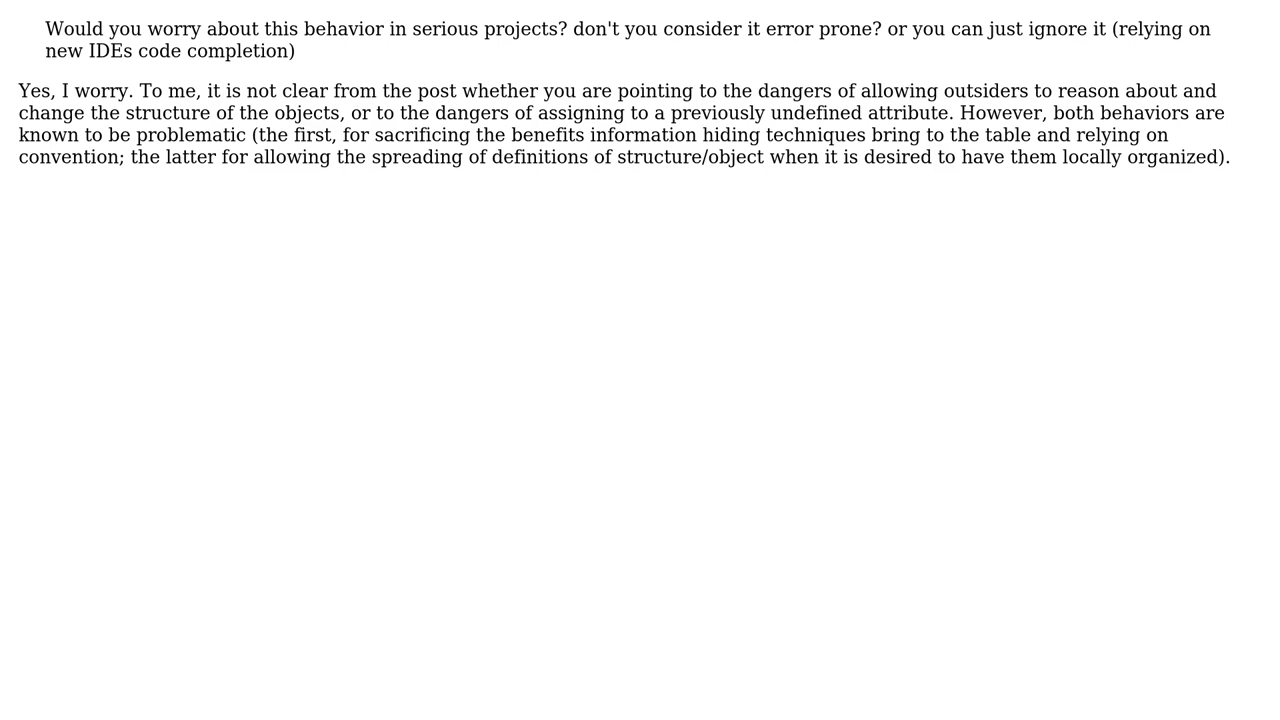 Would you worry about this behavior in serious projects? don't you consider it error prone? or you can just ignore it (relying on
new IDEs code completion)
Yes, I worry. To me, it is not clear from the post whether you are pointing to the dangers of allowing outsiders to reason about and
change the structure of the objects, or to the dangers of assigning to a previously undefined attribute. However, both behaviors are
known to be problematic (the first, for sacrificing the benefits information hiding techniques bring to the table and relying on
convention; the latter for allowing the spreading of definitions of structure/object when it is desired to have them locally organized).